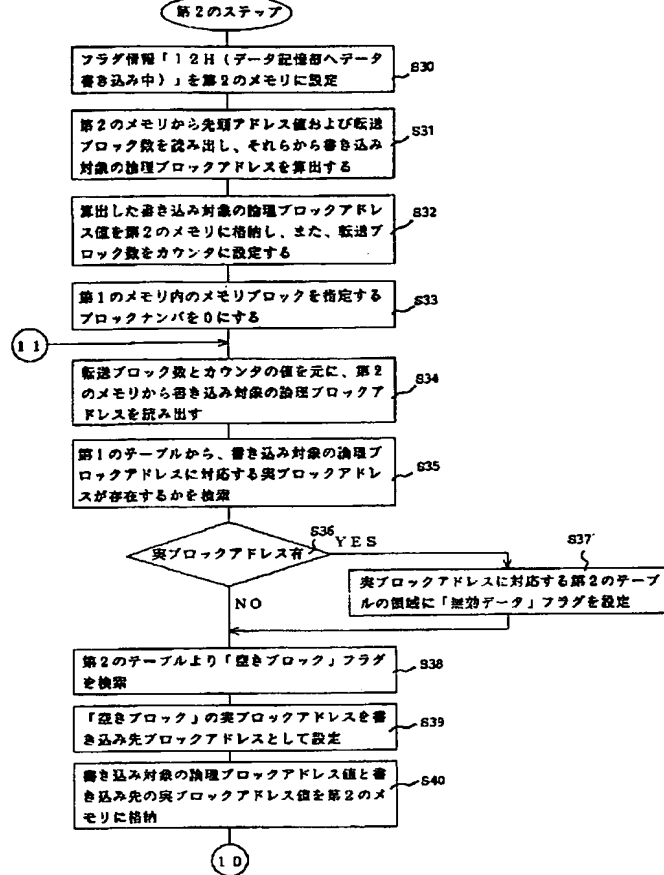 第2のステップ
フラグ情報「12H(データ記憶部へデータ
書き込み中)」を第2のメモリに設定
S30
第2のメモリから先頭アドレス値および転送
ブロック数を読み出し、それらから書き込み
対象の論理ブロックアドレスを算出する
S31
算出した書き込み対象の論理ブロックアドレ
ス値を第2のメモリに格納し、また、転送ブ
ロック数をカウンタに設定する
S32
第1のメモリ内のメモリブロックを指定する
ブロックナンバを0にする
S33
11
転送ブロック数とカウンタの値を元に、第2
のメモリから書き込み対象の論理ブロックア
ドレスを読み出す
S34
第1のテーブルから、書き込み対象の論理ブ
ロックアドレスに対応する実ブロックアドレ
スが存在するかを検索
S35
実ブロックアドレス有
S36
YES
NO
S37
実ブロックアドレスに対応する第2のテーブ
ルの領域に「無効データ」フラグを設定
第2のテーブルより「空きブロック」フラグ
を検索
S38
「空きブロック」の実ブロックアドレスを書
き込み先ブロックアドレスとして設定
S39
書き込み対象の論理ブロックアドレス値と書
き込み先の実ブロックアドレス値を第2のメ
モリに格納
S40
10